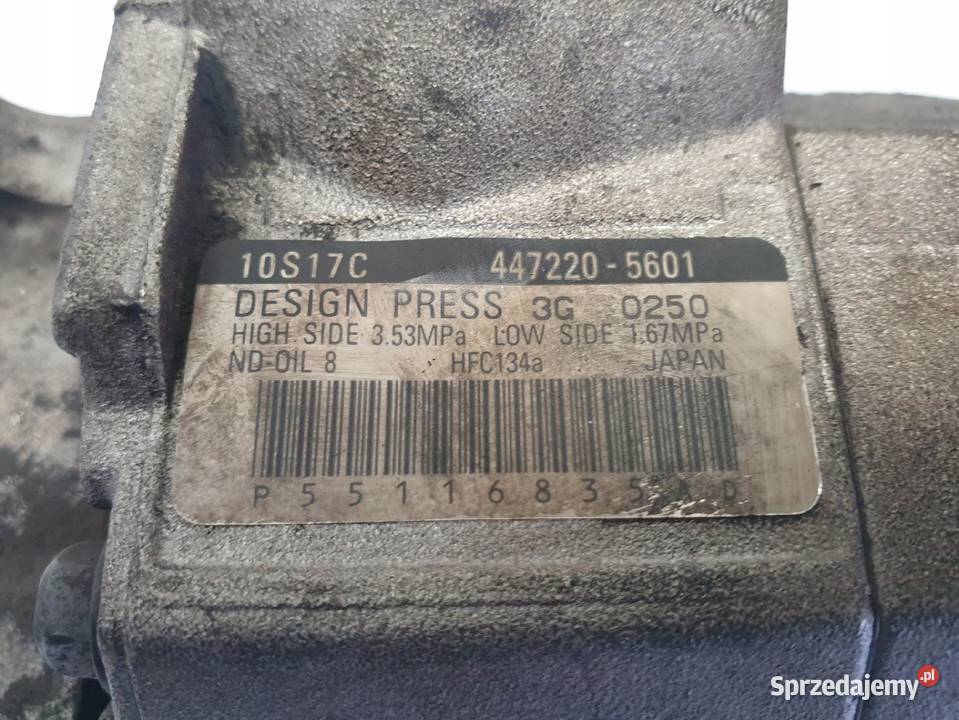 10S17C 447220-5601
DESIGN PRESS 3G 0250
HIGH SIDE 3.53MPa LOW SIDE 1.67MPa
ND-OIL 8 HFC134a JAPAN
P55116835AD
Sprzedajemy.pl